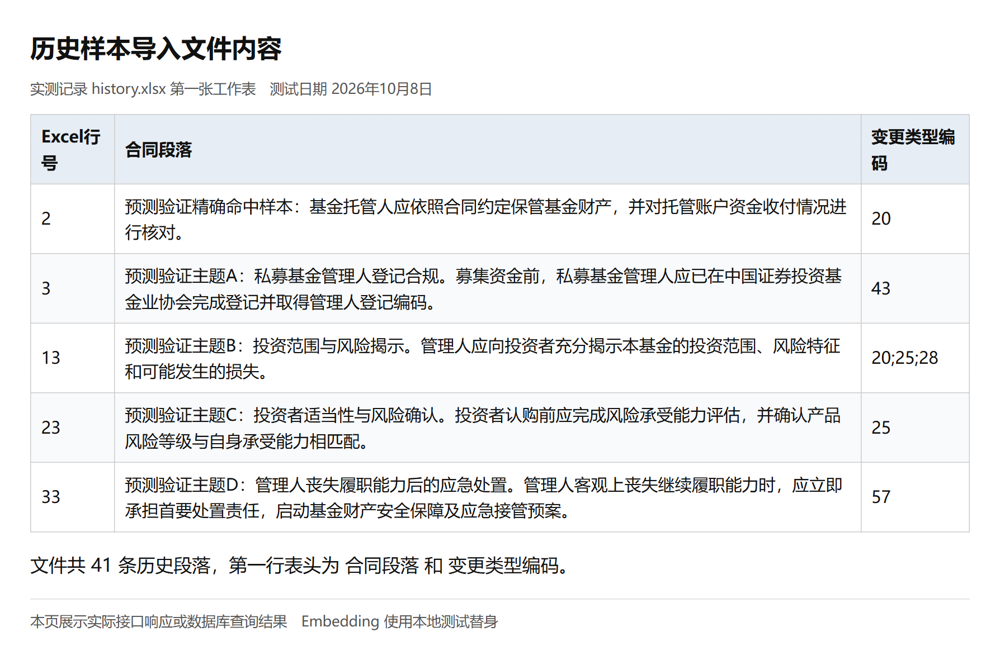 历史样本导入文件内容
实测记录 history.xlsx 第一张工作表 测试日期 2026年10月8日
Excel行
号
合同段落
变更类型编
码
2
预测验证精确命中样本：基金托管人应依照合同约定保管基金财产，并对托管账户资金收付情况进
行核对。
20
3
预测验证主题A：私募基金管理人登记合规。募集资金前，私募基金管理人应已在中国证券投资基
金业协会完成登记并取得管理人登记编码。
43
13
预测验证主题B：投资范围与风险揭示。管理人应向投资者充分揭示本基金的投资范围、风险特征
和可能发生的损失。
20;25;28
23
预测验证主题C：投资者适当性与风险确认。投资者认购前应完成风险承受能力评估，并确认产品
风险等级与自身承受能力相匹配。
25
33
预测验证主题D：管理人丧失履职能力后的应急处置。管理人客观上丧失继续履职能力时，应立即
承担首要处置责任，启动基金财产安全保障及应急接管预案。
57
文件共 41 条历史段落，第一行表头为 合同段落 和 变更类型编码。
本页展示实际接口响应或数据库查询结果 Embedding 使用本地测试替身